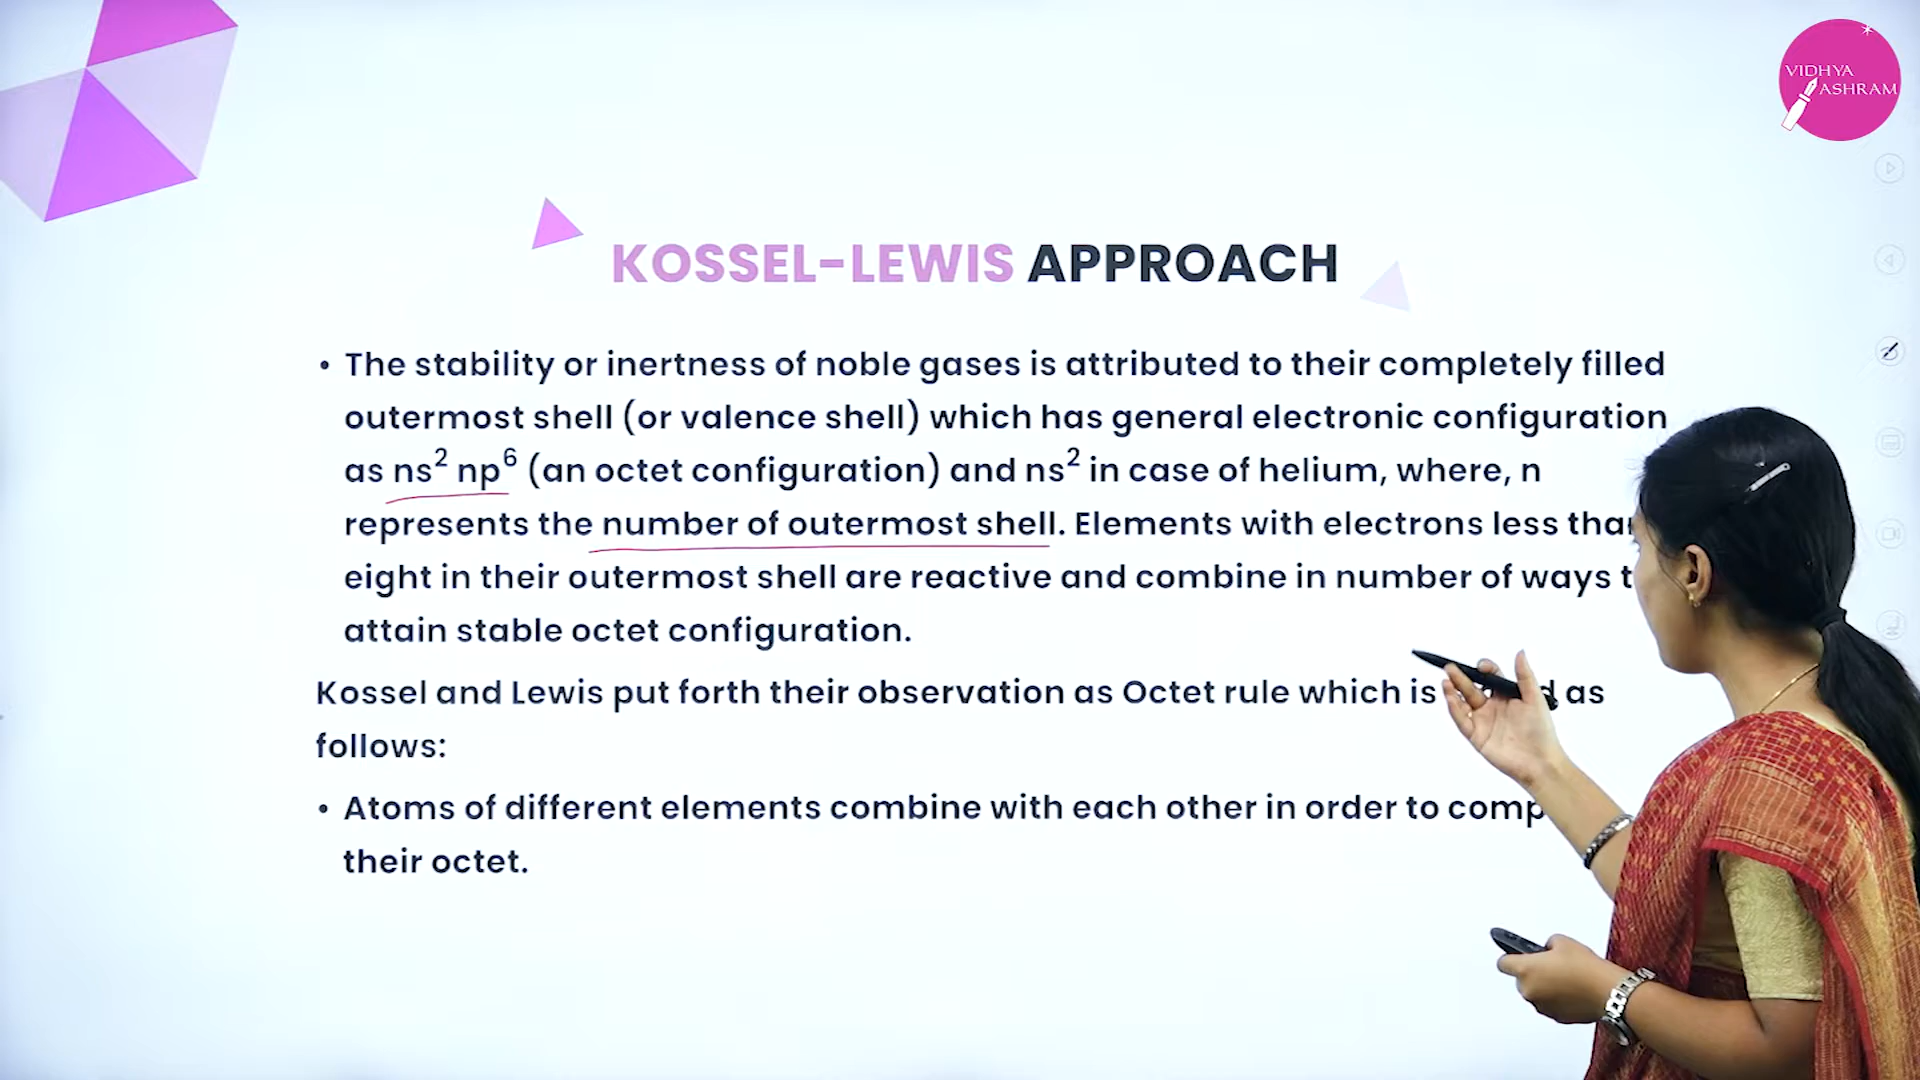 VIDHYA
ASHRAM
KOSSEL-LEWIS APPROACH
• The stability or inertness of noble gases is attributed to their completely filled
outermost shell (or valence shell) which has general electronic configuration
as ns² np⁶ (an octet configuration) and ns² in case of helium, where, n
represents the number of outermost shell. Elements with electrons less
eight in their outermost shell are reactive and combine in number of ways
attain stable octet configuration.
Kossel and Lewis put forth their observation as Octet rule which is as
follows:
• Atoms of different elements combine with each other in order to
their octet.